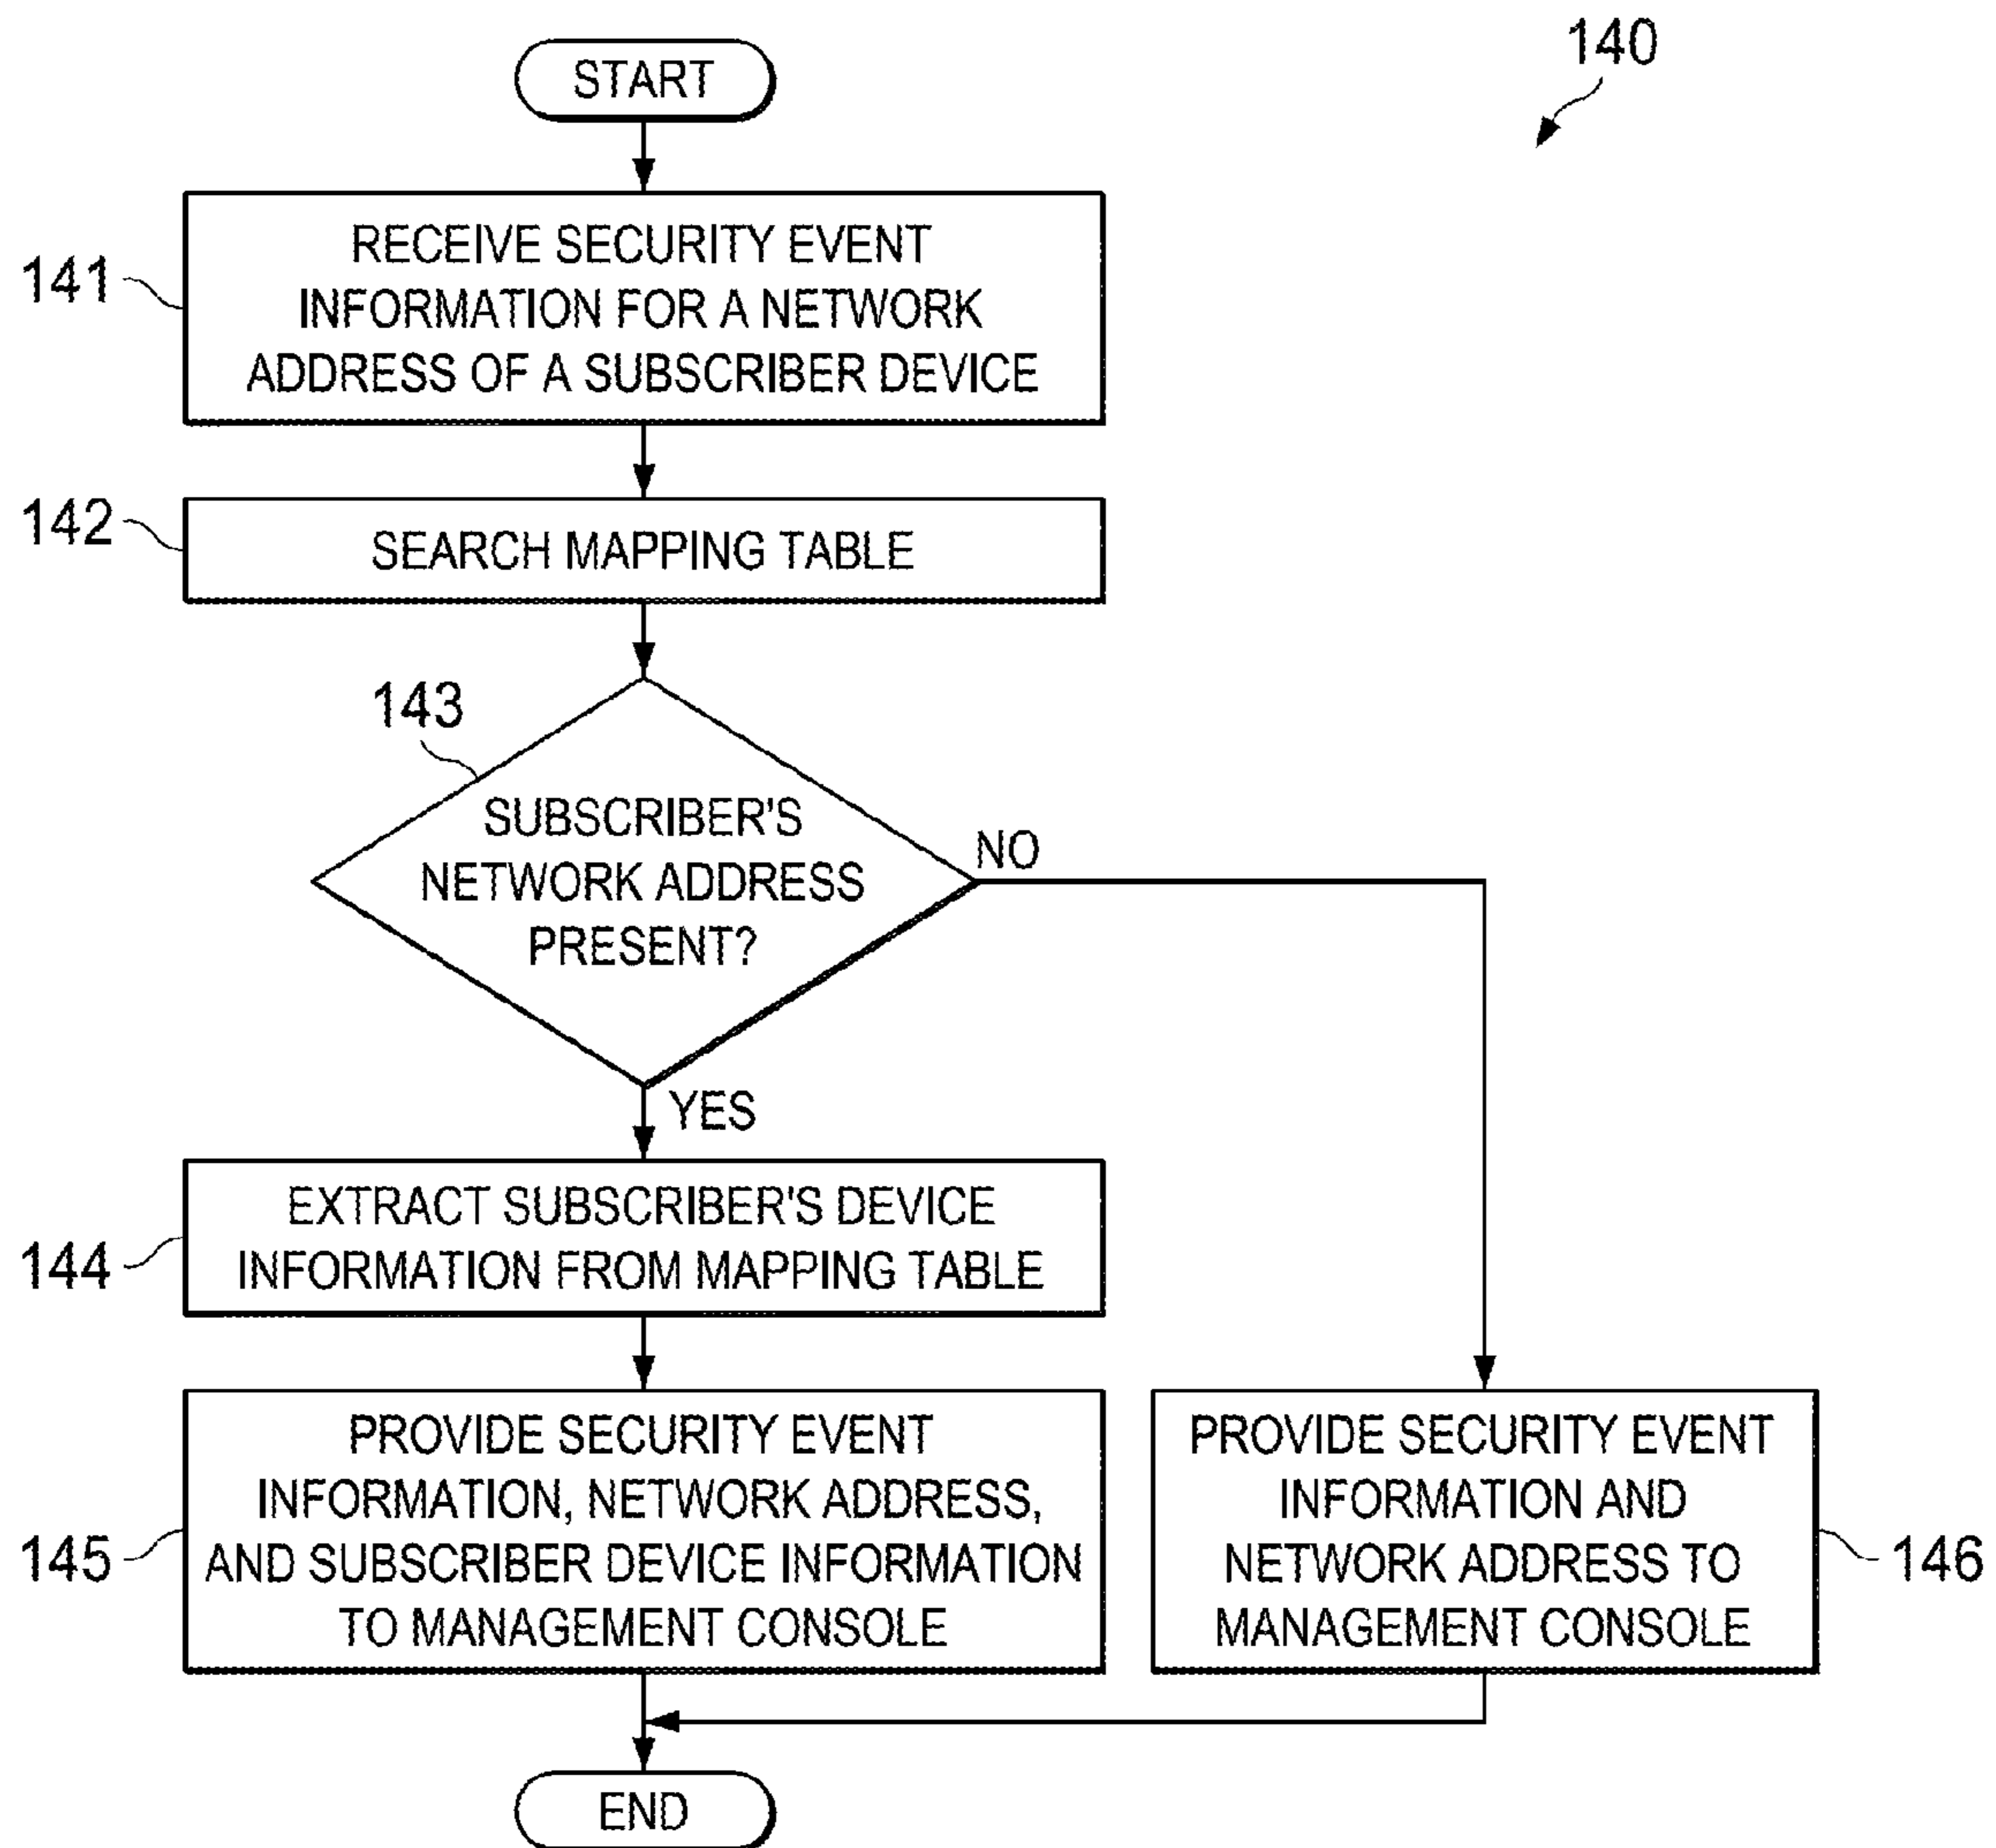 START
140
141
RECEIVE SECURITY EVENT
INFORMATION FOR A NETWORK
ADDRESS OF A SUBSCRIBER DEVICE
142
SEARCH MAPPING TABLE
143
SUBSCRIBER'S
NETWORK ADDRESS
PRESENT?
NO
YES
144
EXTRACT SUBSCRIBER'S DEVICE
INFORMATION FROM MAPPING TABLE
145
PROVIDE SECURITY EVENT
INFORMATION, NETWORK ADDRESS,
AND SUBSCRIBER DEVICE INFORMATION
TO MANAGEMENT CONSOLE
PROVIDE SECURITY EVENT
INFORMATION AND
NETWORK ADDRESS TO
MANAGEMENT CONSOLE
146
END